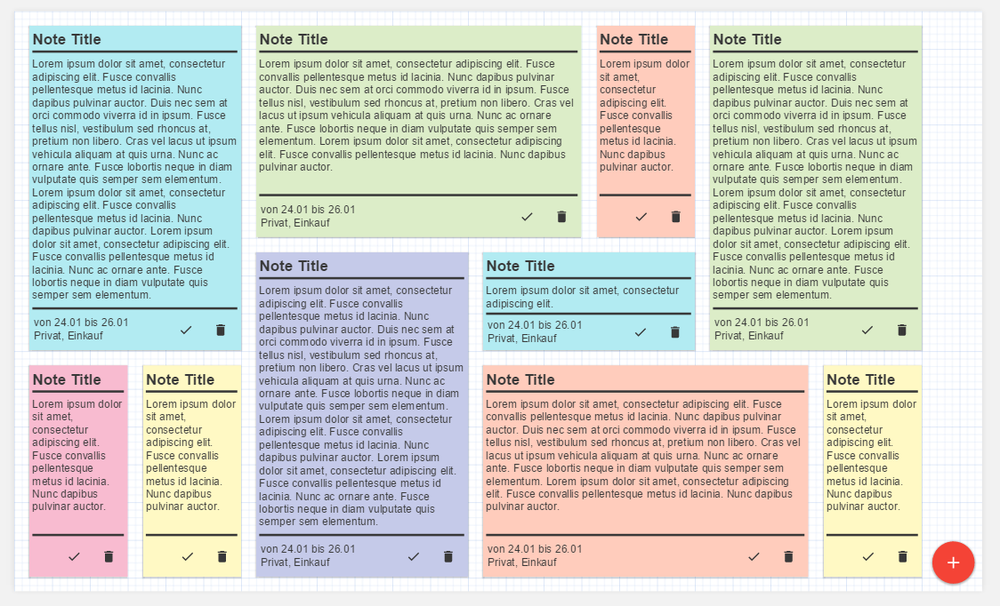 Note Title
Lorem ipsum dolor sit amet, consectetur
adipiscing elit. Fusce convallis
pellentesque metus id lacinia. Nunc
dapibus pulvinar auctor. Duis nec sem at
orci commodo viverra id in ipsum. Fusce
tellus nisl, vestibulum sed rhoncus at,
pretium non libero. Cras vel lacus ut ipsum
vehicula aliquam at quis urna. Nunc ac
ornare ante. Fusce lobortis neque in diam
vulputate quis semper sem elementum.
Lorem ipsum dolor sit amet, consectetur
adipiscing elit. Fusce convallis
pellentesque metus id lacinia. Nunc
dapibus pulvinar auctor. Lorem ipsum
dolor sit amet, consectetur adipiscing elit.
Fusce convallis pellentesque metus id
lacinia. Nunc ac ornare ante. Fusce
lobortis neque in diam vulputate quis
semper sem elementum.
von 24.01 bis 26.01
Privat, Einkauf
Note Title
Lorem ipsum dolor sit amet, consectetur adipiscing elit. Fusce
convallis pellentesque metus id lacinia. Nunc dapibus pulvinar
auctor. Duis nec sem at orci commodo viverra id in ipsum. Fusce
tellus nisl, vestibulum sed rhoncus at, pretium non libero. Cras vel
lacus ut ipsum vehicula aliquam at quis urna. Nunc ac ornare
ante. Fusce lobortis neque in diam vulputate quis semper sem
elementum. Lorem ipsum dolor sit amet, consectetur adipiscing
elit. Fusce convallis pellentesque metus id lacinia. Nunc dapibus
pulvinar auctor.
von 24.01 bis 26.01
Privat, Einkauf
Note Title
Lorem ipsum dolor
sit amet,
consectetur
adipiscing elit.
Fusce convallis
pellentesque
metus id lacinia.
Nunc dapibus
pulvinar auctor.
Note Title
Lorem ipsum dolor sit amet, consectetur
adipiscing elit. Fusce convallis
pellentesque metus id lacinia. Nunc
dapibus pulvinar auctor. Duis nec sem at
orci commodo viverra id in ipsum. Fusce
tellus nisl, vestibulum sed rhoncus at,
pretium non libero. Cras vel lacus ut ipsum
vehicula aliquam at quis urna. Nunc ac
ornare ante. Fusce lobortis neque in diam
vulputate quis semper sem elementum.
Lorem ipsum dolor sit amet, consectetur
adipiscing elit. Fusce convallis
pellentesque metus id lacinia. Nunc
dapibus pulvinar auctor. Lorem ipsum
dolor sit amet, consectetur adipiscing elit.
Fusce convallis pellentesque metus id
lacinia. Nunc ac ornare ante. Fusce
lobortis neque in diam vulputate quis
semper sem elementum.
von 24.01 bis 26.01
Privat, Einkauf
Note Title
Lorem ipsum dolor sit amet, consectetur
adipiscing elit. Fusce convallis
pellentesque metus id lacinia. Nunc
dapibus pulvinar auctor. Duis nec sem at
orci commodo viverra id in ipsum. Fusce
tellus nisl, vestibulum sed rhoncus at,
pretium non libero. Cras vel lacus ut ipsum
vehicula aliquam at quis urna. Nunc ac
ornare ante. Fusce lobortis neque in diam
vulputate quis semper sem elementum.
Lorem ipsum dolor sit amet, consectetur
adipiscing elit. Fusce convallis
pellentesque metus id lacinia. Nunc
dapibus pulvinar auctor. Lorem ipsum
dolor sit amet, consectetur adipiscing elit.
Fusce convallis pellentesque metus id
lacinia. Nunc ac ornare ante. Fusce
lobortis neque in diam vulputate quis
semper sem elementum.
von 24.01 bis 26.01
Privat, Einkauf
Note Title
Lorem ipsum dolor sit amet, consectetur
adipiscing elit.
von 24.01 bis 26.01
Privat, Einkauf
Note Title
Lorem ipsum dolor
sit amet,
consectetur
adipiscing elit.
Fusce convallis
pellentesque
metus id lacinia.
Nunc dapibus
pulvinar auctor.
Note Title
Lorem ipsum dolor
sit amet,
consectetur
adipiscing elit.
Fusce convallis
pellentesque
metus id lacinia.
Nunc dapibus
pulvinar auctor.
Note Title
Lorem ipsum dolor sit amet, consectetur adipiscing elit. Fusce
convallis pellentesque metus id lacinia. Nunc dapibus pulvinar
auctor. Duis nec sem at orci commodo viverra id in ipsum. Fusce
tellus nisl, vestibulum sed rhoncus at, pretium non libero. Cras vel
lacus ut ipsum vehicula aliquam at quis urna. Nunc ac ornare
ante. Fusce lobortis neque in diam vulputate quis semper sem
elementum. Lorem ipsum dolor sit amet, consectetur adipiscing
elit. Fusce convallis pellentesque metus id lacinia. Nunc dapibus
pulvinar auctor.
von 24.01 bis 26.01
Privat, Einkauf
Note Title
Lorem ipsum dolor
sit amet,
consectetur
adipiscing elit.
Fusce convallis
pellentesque
metus id lacinia.
Nunc dapibus
pulvinar auctor.